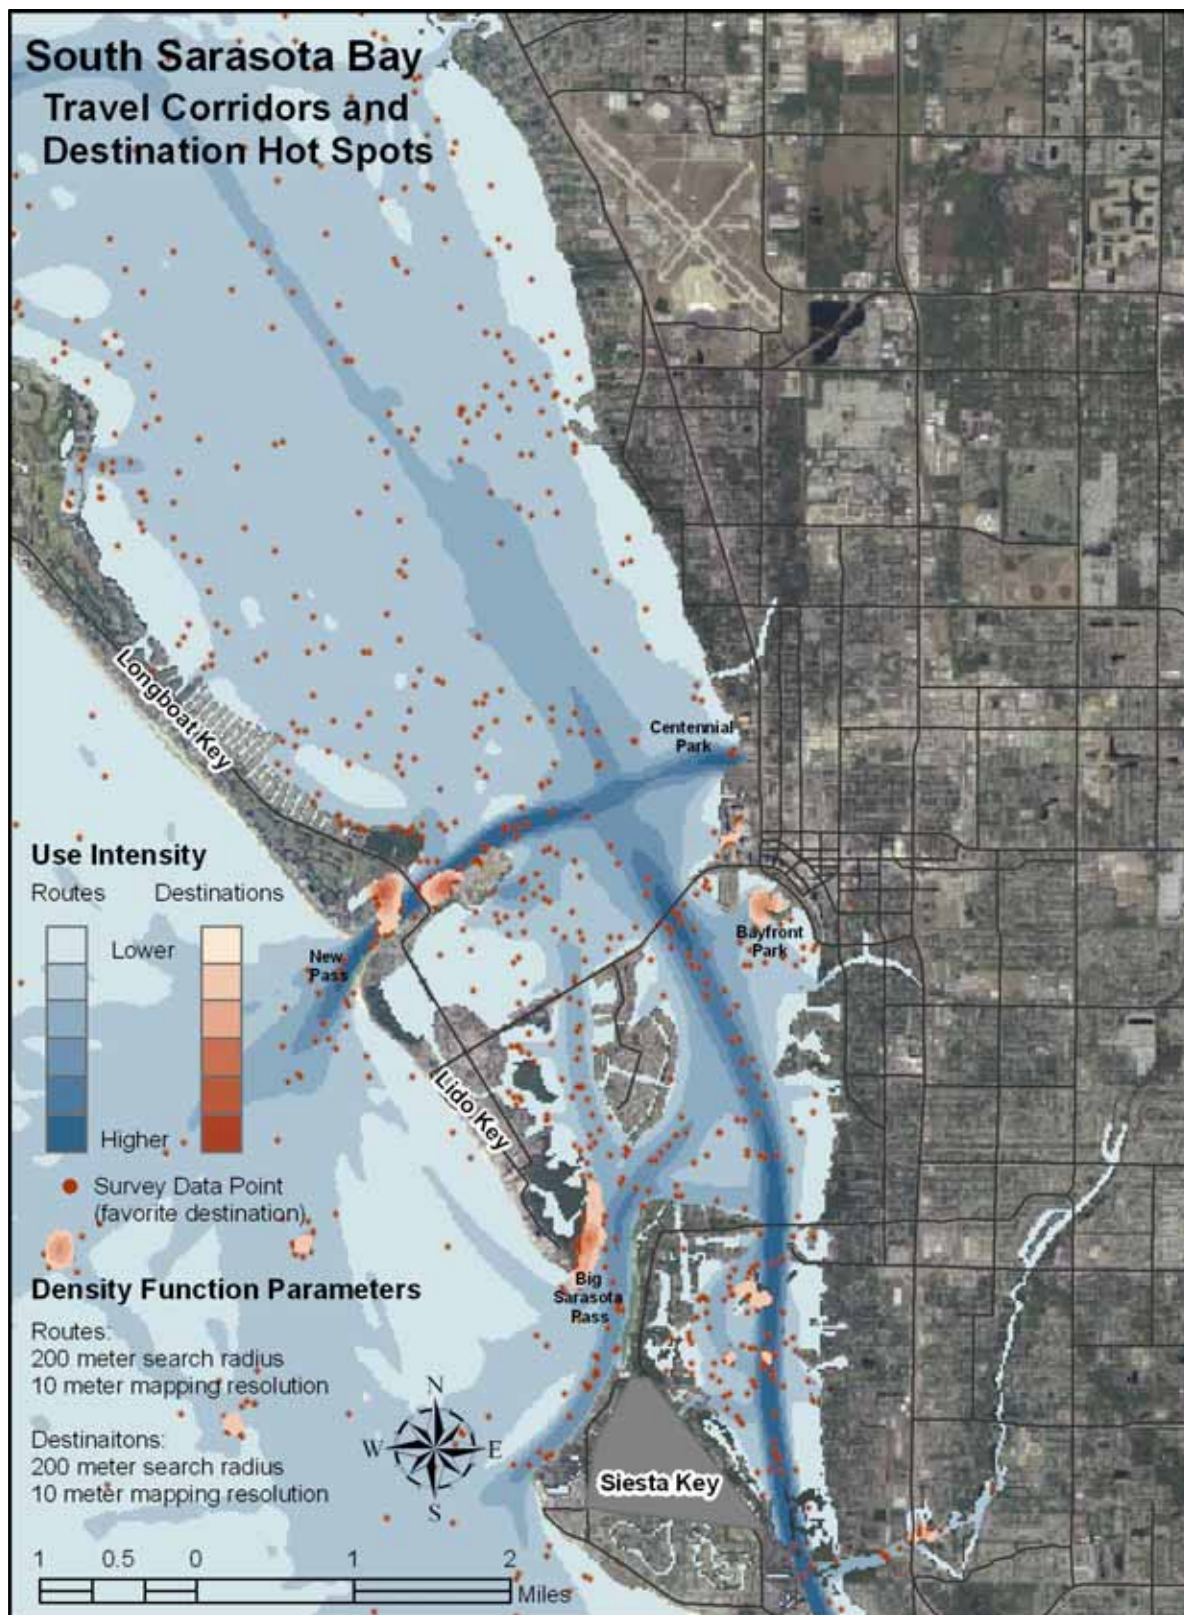 South Sarasota Bay
Travel Corridors and
Destination Hot Spots
Centennial
Park
Longboat Key
Use Intensity
Routes
Destinations
Lower
Higher
New
Pass
Bayfront
Park
Lido Key
Survey Data Point
(favorite destination)
Big
Sarasota
Pass
Density Function Parameters
Routes:
200 meter search radius
10 meter mapping resolution
Destinaitons:
200 meter search radius
10 meter mapping resolution
N
W
E
S
Siesta Key
1 0.5 0 1 2
Miles